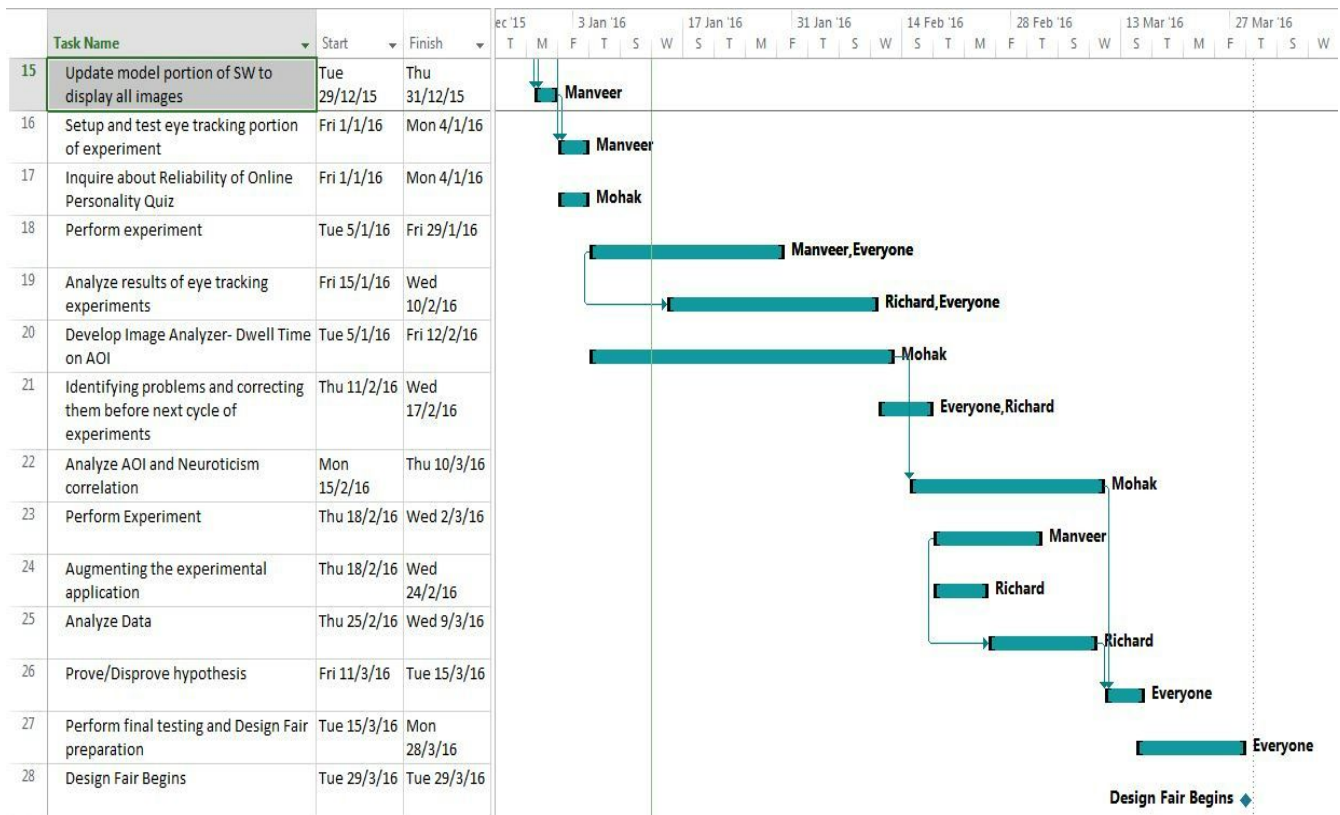 ec '15 3 Jan '16 17 Jan '16 31 Jan '16 14 Feb '16 28 Feb '16 13 Mar '16 27 Mar '16
Task Name Start Finish T M F T S W S T M F T S W S T M F T S W S T M F T S W
15 Update model portion of SW to Tue Thu
display all images 29/12/15 31/12/15 Manveer
16 Setup and test eye tracking portion Fri 1/1/16 Mon 4/1/16
of experiment Manveer
17 Inquire about Reliability of Online Fri 1/1/16 Mon 4/1/16
Personality Quiz Mohak
18 Perform experiment Tue 5/1/16 Fri 29/1/16
Manveer,Everyone
19 Analyze results of eye tracking Fri 15/1/16 Wed
experiments 10/2/16 Richard,Everyone
20 Develop Image Analyzer- Dwell Time Tue 5/1/16 Fri 12/2/16
on AOI Mohak
21 Identifying problems and correcting Thu 11/2/16 Wed
them before next cycle of 17/2/16 Everyone,Richard
experiments
22 Analyze AOI and Neuroticism Mon Thu 10/3/16
correlation 15/2/16 Mohak
23 Perform Experiment Thu 18/2/16 Wed 2/3/16
Manveer
24 Augmenting the experimental Thu 18/2/16 Wed
application 24/2/16 Richard
25 Analyze Data Thu 25/2/16 Wed 9/3/16
Richard
26 Prove/Disprove hypothesis Fri 11/3/16 Tue 15/3/16
Everyone
27 Perform final testing and Design Fair Tue 15/3/16 Mon
preparation 28/3/16 Everyone
28 Design Fair Begins Tue 29/3/16 Tue 29/3/16
Design Fair Begins